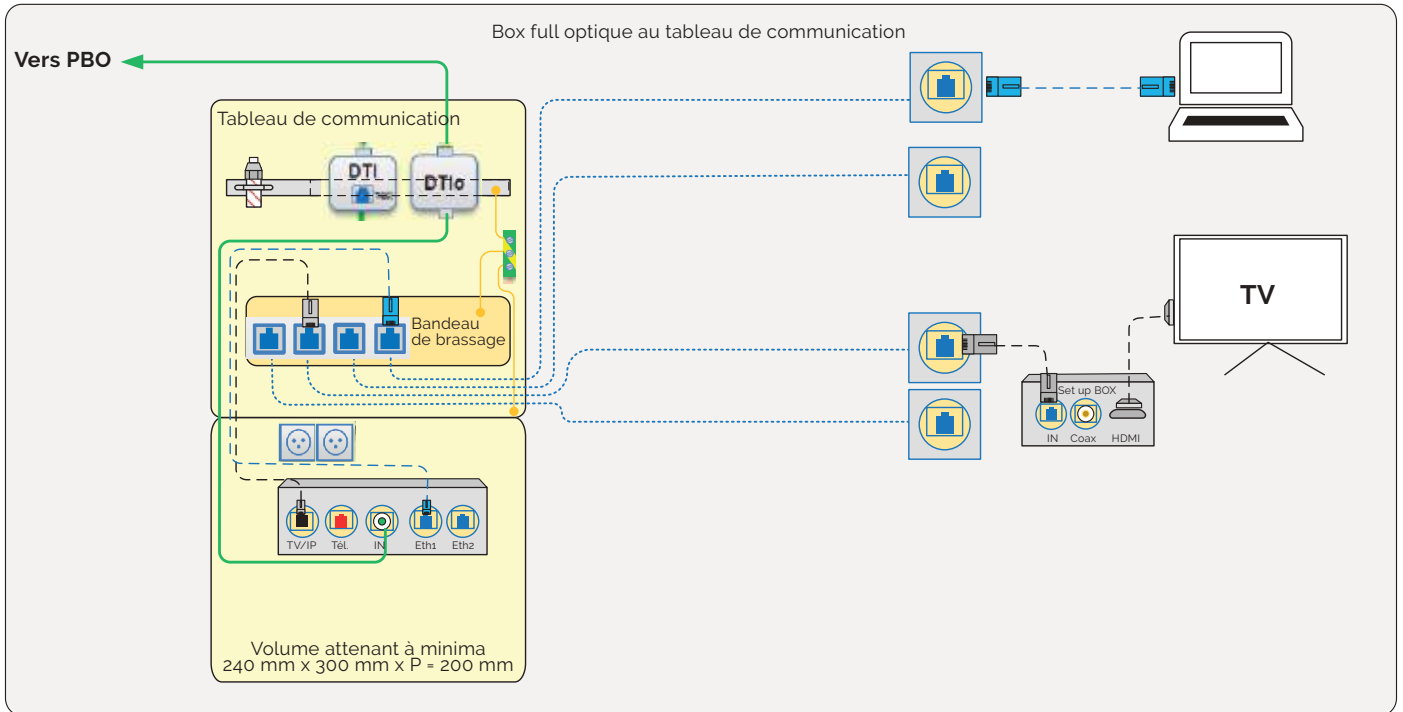 Box full optique au tableau de communication
Vers PBO
Tableau de communication
DTI
DTIo
Bandeau
de brassage
TV
Set up BOX
IN Coax HDMI
TV/IP Tél. IN Eth1 Eth2
Volume attenant à minima
240 mm x 300 mm x P = 200 mm